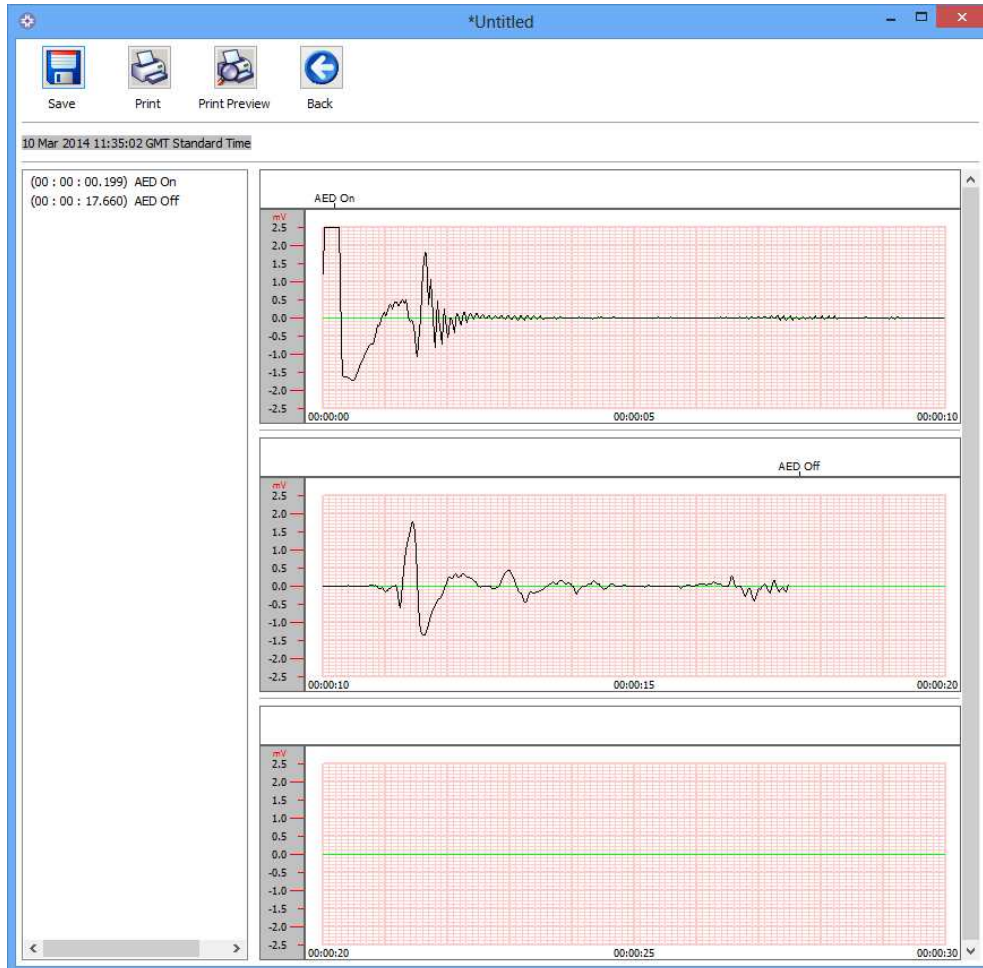 *Untitled
Save Print Print Preview Back
10 Mar 2014 11:35:02 GMT Standard Time
(00 : 00 : 00.199) AED On
(00 : 00 : 17.660) AED Off
AED On
mV
2.5
2.0
1.5
1.0
0.5
0.0
-0.5
-1.0
-1.5
-2.0
-2.5
00:00:00 00:00:05 00:00:10
AED Off
mV
2.5
2.0
1.5
1.0
0.5
0.0
-0.5
-1.0
-1.5
-2.0
-2.5
00:00:10 00:00:15 00:00:20
mV
2.5
2.0
1.5
1.0
0.5
0.0
-0.5
-1.0
-1.5
-2.0
-2.5
00:00:20 00:00:25 00:00:30